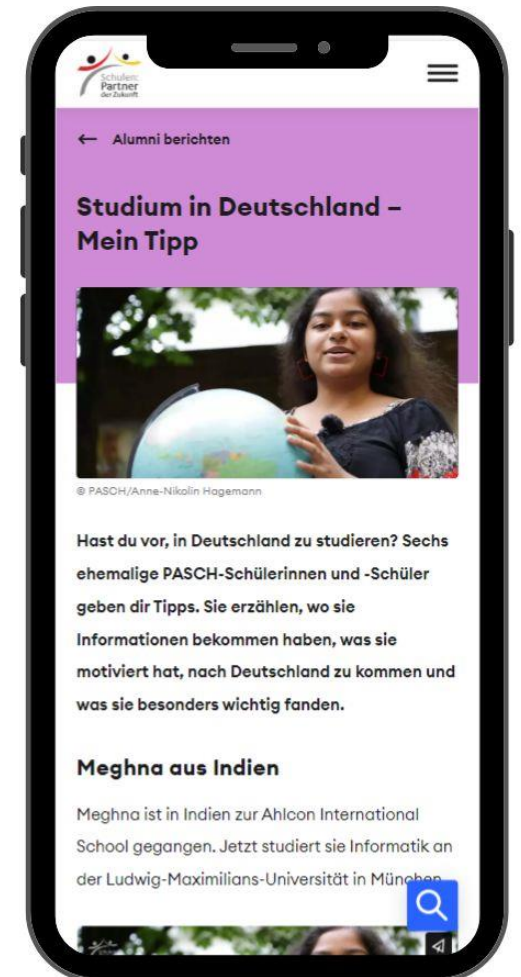 Schulen:
Partner
der Zukunft
← Alumni berichten
Studium in Deutschland –
Mein Tipp
© PASCH/Anne-Nikolin Hagemann
Hast du vor, in Deutschland zu studieren? Sechs
ehemalige PASCH-Schülerinnen und -Schüler
geben dir Tipps. Sie erzählen, wo sie
Informationen bekommen haben, was sie
motiviert hat, nach Deutschland zu kommen und
was sie besonders wichtig fanden.
Meghna aus Indien
Meghna ist in Indien zur Ahlcon International
School gegangen. Jetzt studiert sie Informatik an
der Ludwig-Maximilians-Universität in München